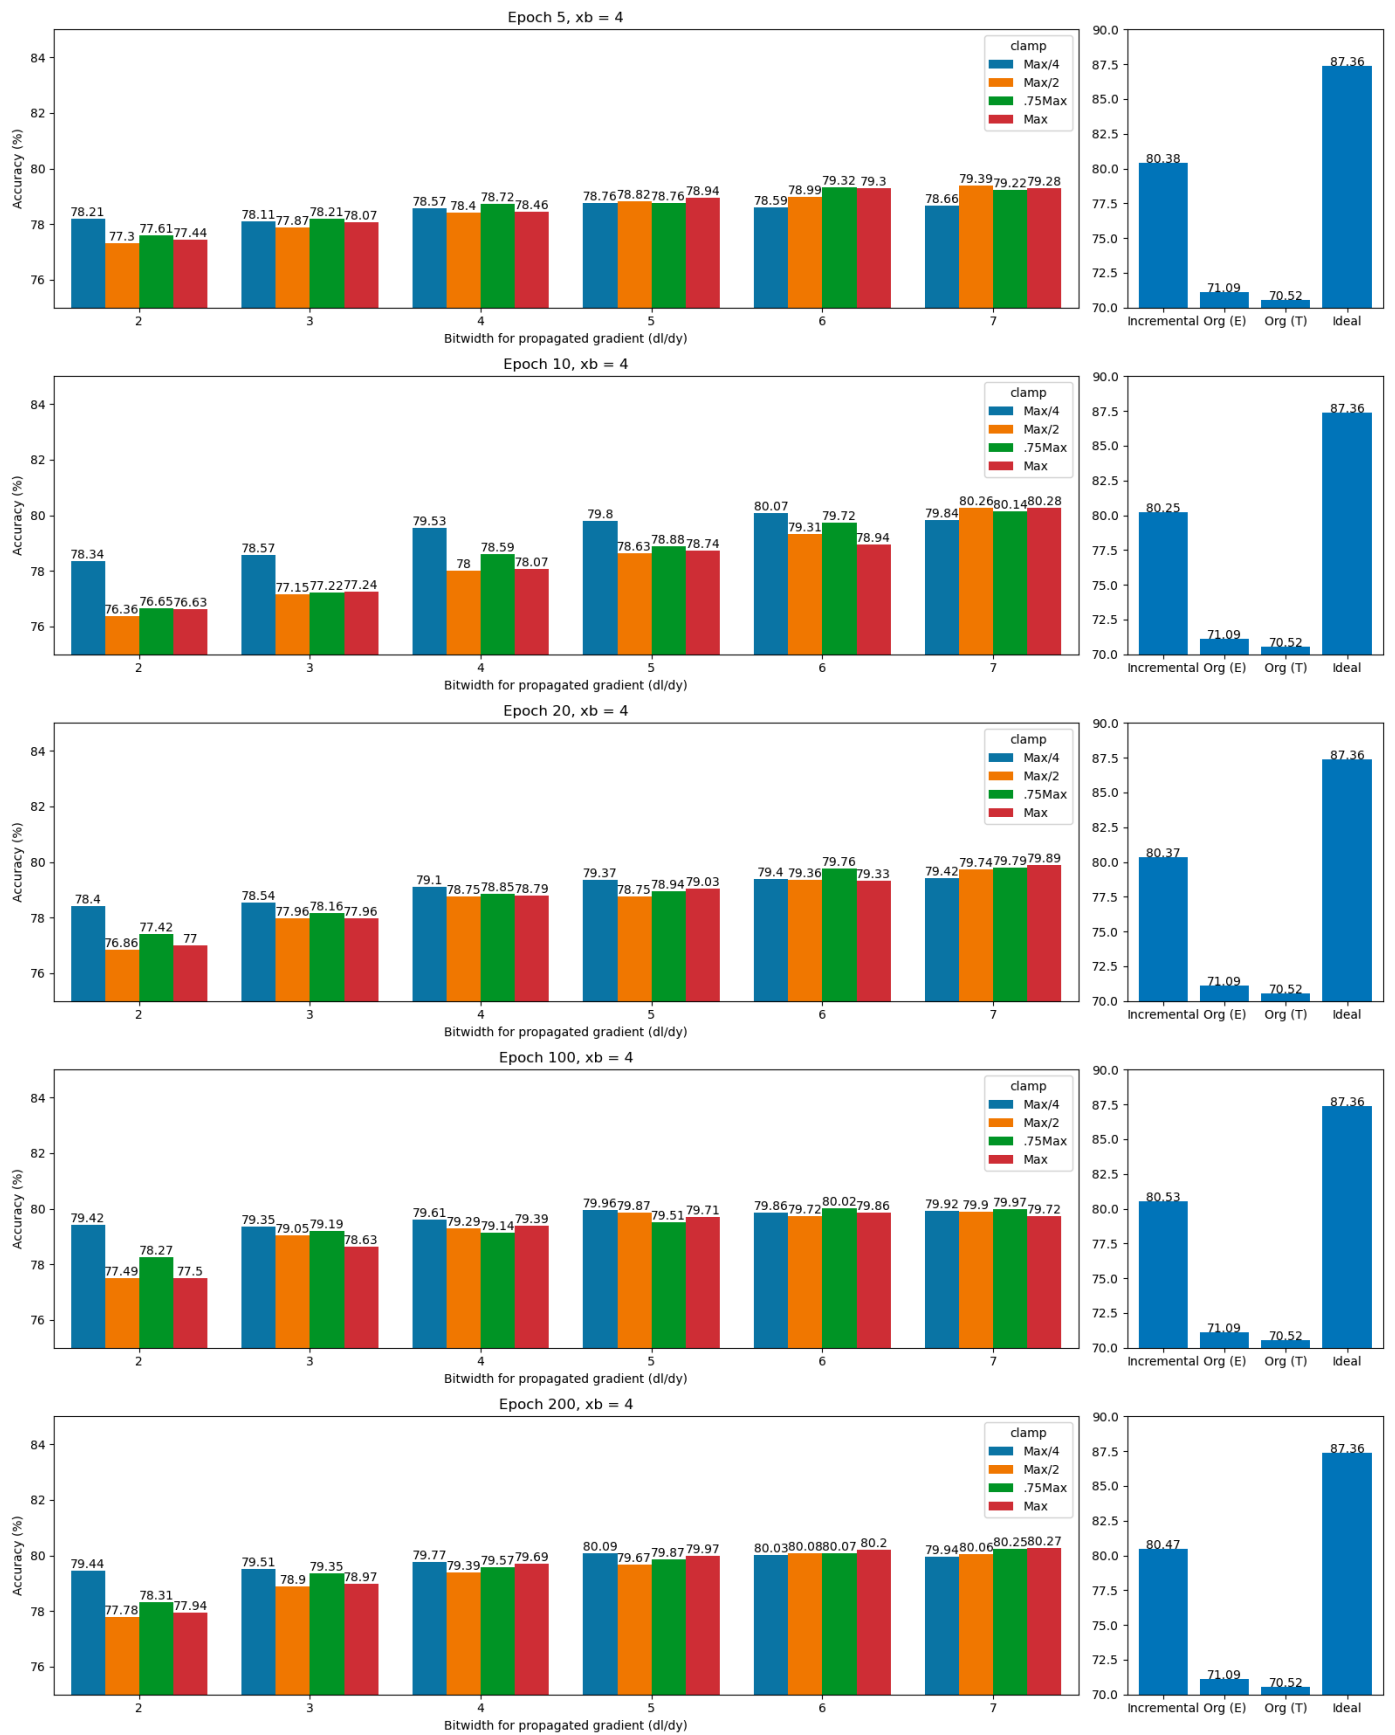 Epoch 5, xb = 4
Accuracy (%)
84
82
80
78
76
clamp
Max/4
Max/2
.75Max
Max
78.21 77.3 77.61 77.44
78.11 77.87 78.21 78.07
78.57 78.4 78.72 78.46
78.76 78.82 78.76 78.94
78.59 78.99 79.32 79.3
78.66 79.39 79.22 79.28
2 3 4 5 6 7
Bitwidth for propagated gradient (dl/dy)
90.0
87.5
85.0
82.5
80.0
77.5
75.0
72.5
70.0
80.38 71.09 70.52 87.36
Incremental Org (E) Org (T) Ideal
Epoch 10, xb = 4
Accuracy (%)
84
82
80
78
76
clamp
Max/4
Max/2
.75Max
Max
78.34 76.36 76.65 76.63
78.57 77.15 77.22 77.24
79.53 78 78.59 78.07
79.8 78.63 78.88 78.74
80.07 79.31 79.72 78.94
79.84 80.26 80.14 80.28
2 3 4 5 6 7
Bitwidth for propagated gradient (dl/dy)
90.0
87.5
85.0
82.5
80.0
77.5
75.0
72.5
70.0
80.25 71.09 70.52 87.36
Incremental Org (E) Org (T) Ideal
Epoch 20, xb = 4
Accuracy (%)
84
82
80
78
76
clamp
Max/4
Max/2
.75Max
Max
78.4 76.86 77.42 77
78.54 77.96 78.16 77.96
79.1 78.75 78.85 78.79
79.37 78.75 78.94 79.03
79.4 79.36 79.76 79.33
79.42 79.74 79.79 79.89
2 3 4 5 6 7
Bitwidth for propagated gradient (dl/dy)
90.0
87.5
85.0
82.5
80.0
77.5
75.0
72.5
70.0
80.37 71.09 70.52 87.36
Incremental Org (E) Org (T) Ideal
Epoch 100, xb = 4
Accuracy (%)
84
82
80
78
76
clamp
Max/4
Max/2
.75Max
Max
79.42 77.49 78.27 77.5
79.35 79.05 79.19 78.63
79.61 79.29 79.14 79.39
79.96 79.87 79.51 79.71
79.86 79.72 80.02 79.86
79.92 79.9 79.97 79.72
2 3 4 5 6 7
Bitwidth for propagated gradient (dl/dy)
90.0
87.5
85.0
82.5
80.0
77.5
75.0
72.5
70.0
80.53 71.09 70.52 87.36
Incremental Org (E) Org (T) Ideal
Epoch 200, xb = 4
Accuracy (%)
84
82
80
78
76
clamp
Max/4
Max/2
.75Max
Max
79.44 77.78 78.31 77.94
79.51 78.9 79.35 78.97
79.77 79.39 79.57 79.69
80.09 79.67 79.87 79.97
80.03 80.08 80.07 80.2
79.94 80.06 80.25 80.27
2 3 4 5 6 7
Bitwidth for propagated gradient (dl/dy)
90.0
87.5
85.0
82.5
80.0
77.5
75.0
72.5
70.0
80.47 71.09 70.52 87.36
Incremental Org (E) Org (T) Ideal